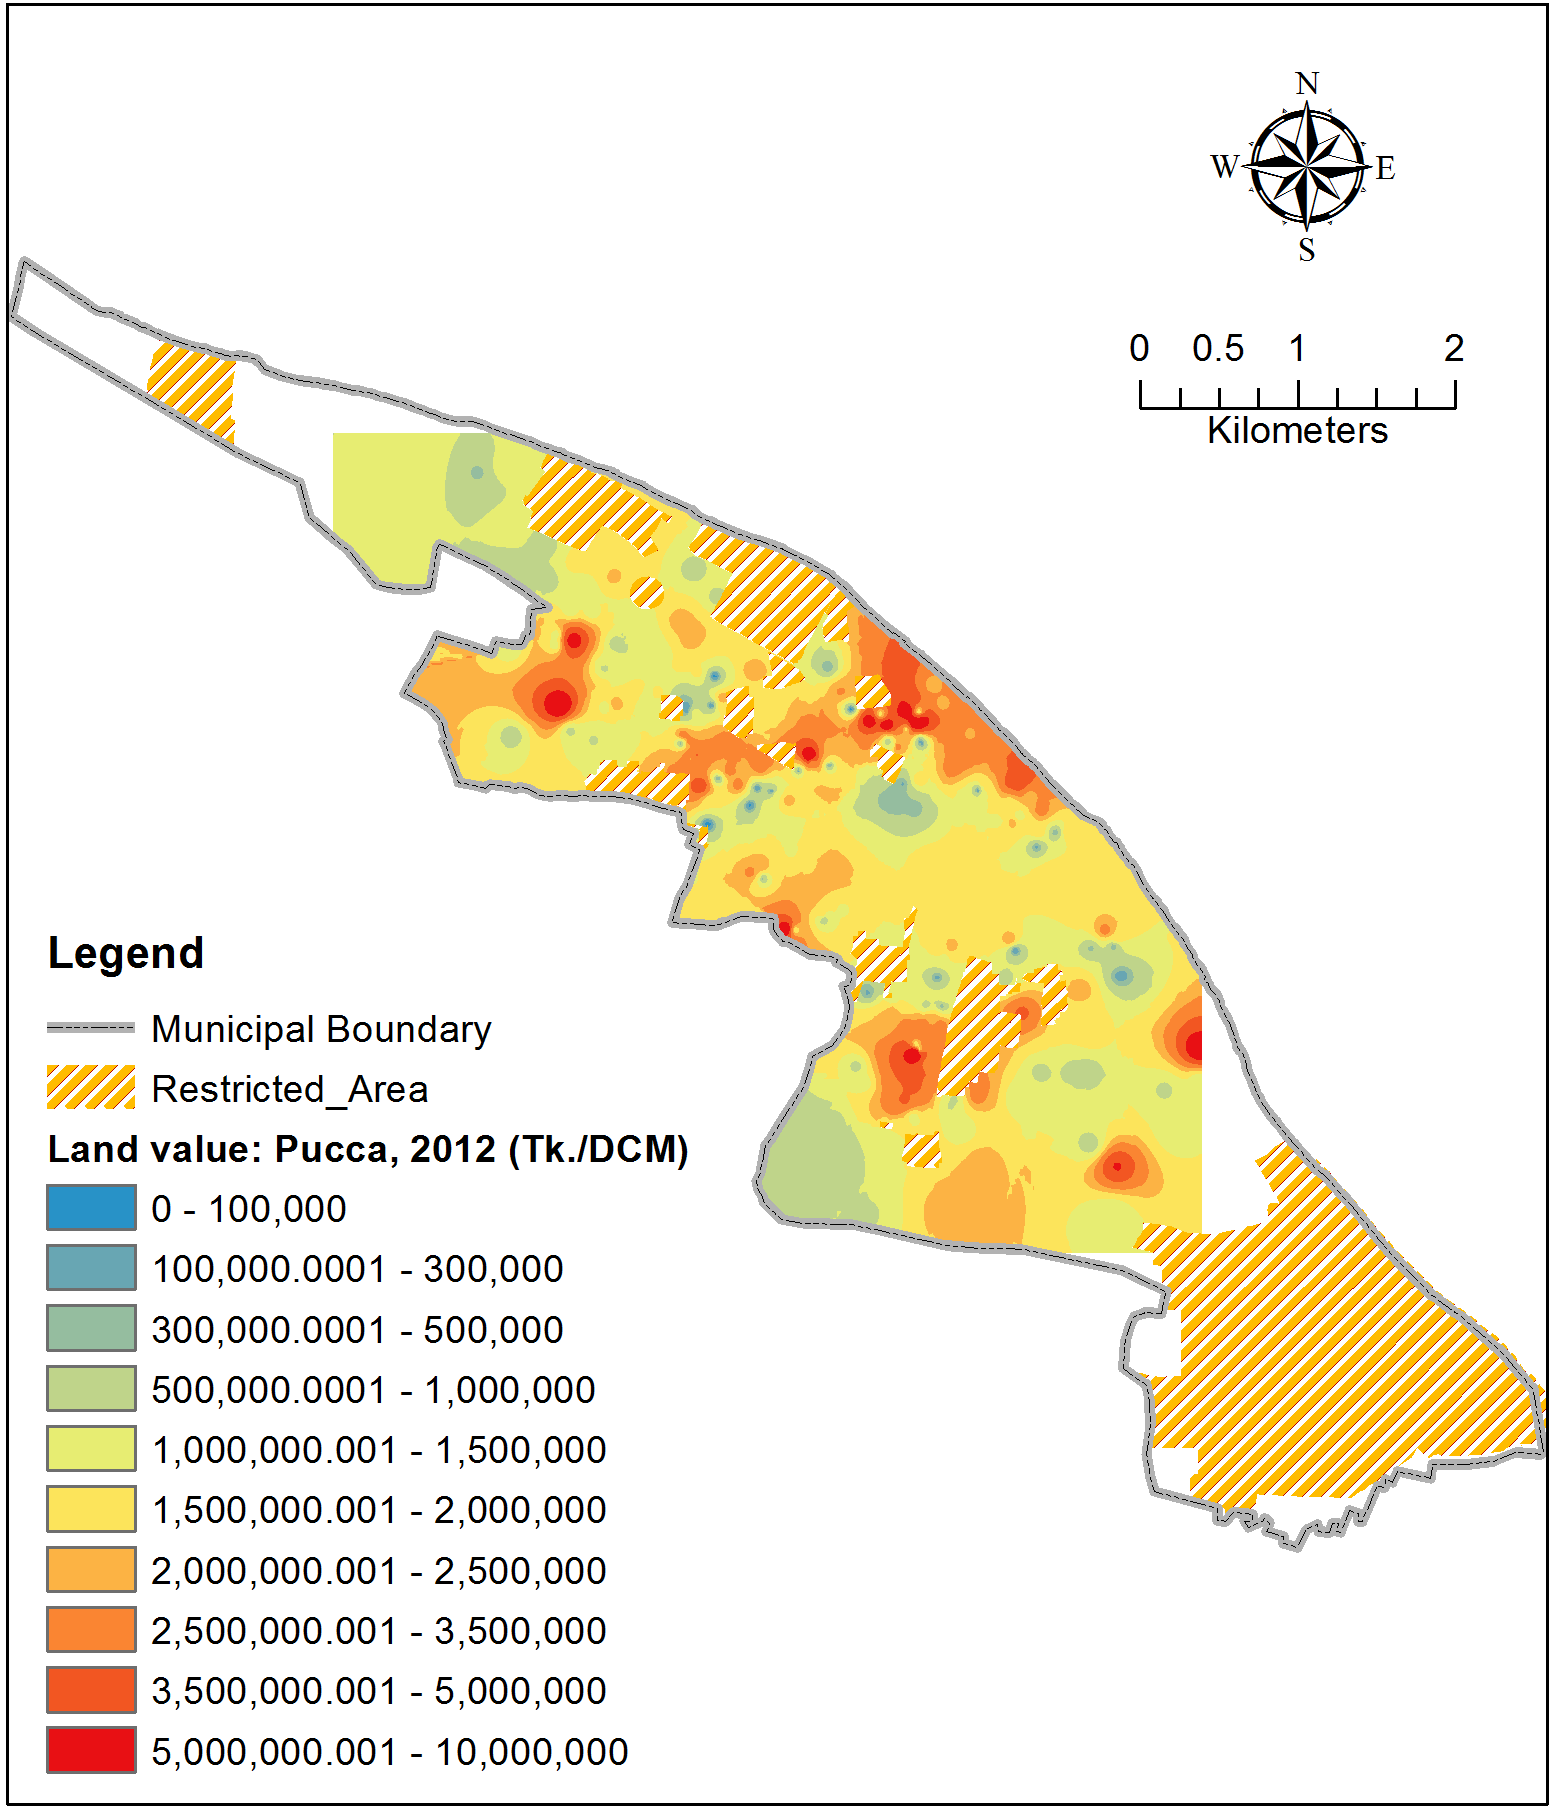 N
W E
S
0 0.5 1 2
Kilometers
Legend
Municipal Boundary
Restricted_Area
Land value: Pucca, 2012 (Tk./DCM)
0 - 100,000
100,000.0001 - 300,000
300,000.0001 - 500,000
500,000.0001 - 1,000,000
1,000,000.001 - 1,500,000
1,500,000.001 - 2,000,000
2,000,000.001 - 2,500,000
2,500,000.001 - 3,500,000
3,500,000.001 - 5,000,000
5,000,000.001 - 10,000,000